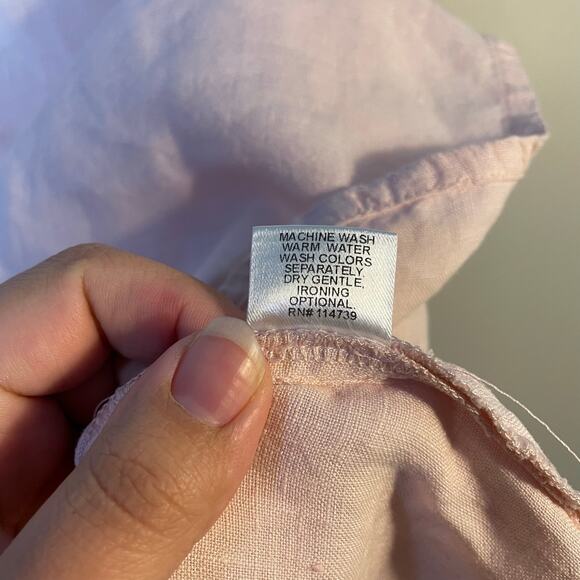 MACHINE WASH
WARM WATER
WASH COLORS
SEPARATELY.
DRY GENTLE.
IRONING
OPTIONAL.
RN# 114739